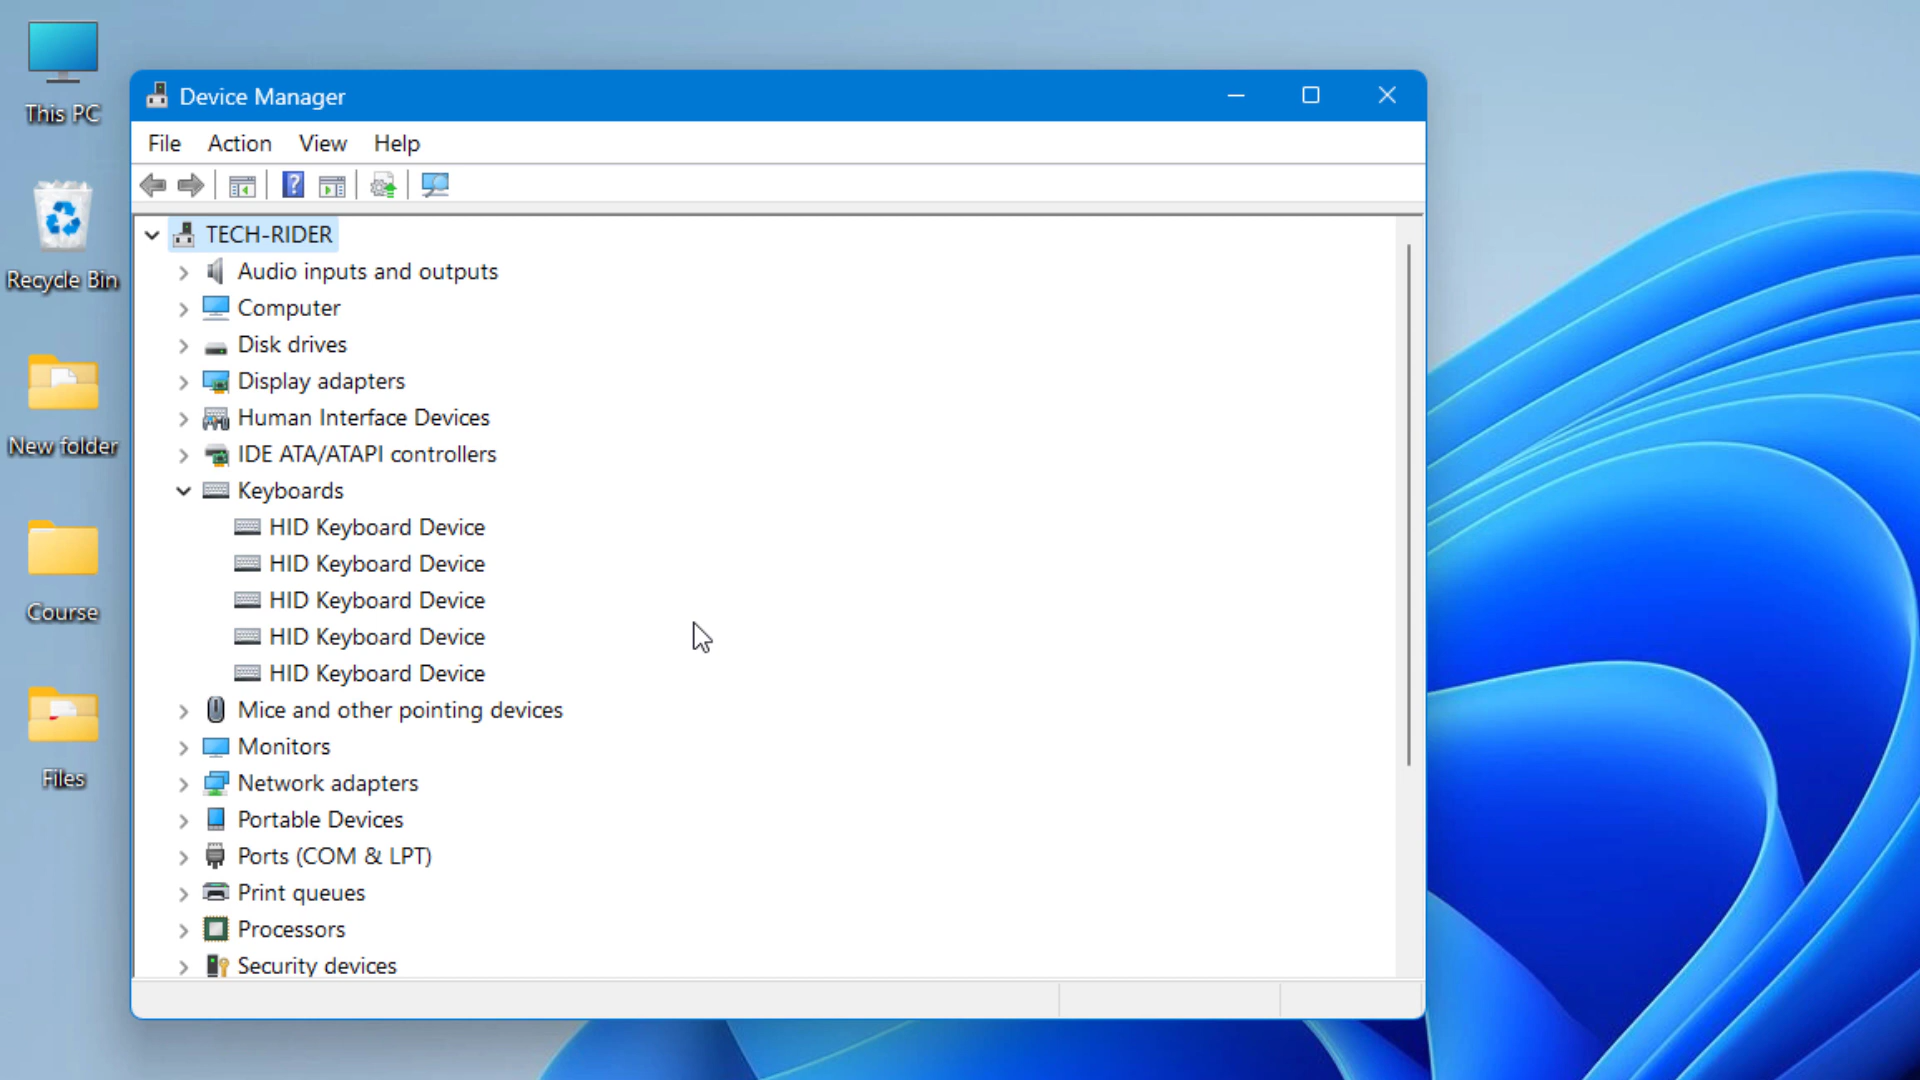 This PC
Recycle Bin
New folder
Course
Files
Device Manager
File Action View Help
TECH-RIDER
Audio inputs and outputs
Computer
Disk drives
Display adapters
Human Interface Devices
IDE ATA/ATAPI controllers
Keyboards
HID Keyboard Device
HID Keyboard Device
HID Keyboard Device
HID Keyboard Device
HID Keyboard Device
Mice and other pointing devices
Monitors
Network adapters
Portable Devices
Ports (COM & LPT)
Print queues
Processors
Security devices